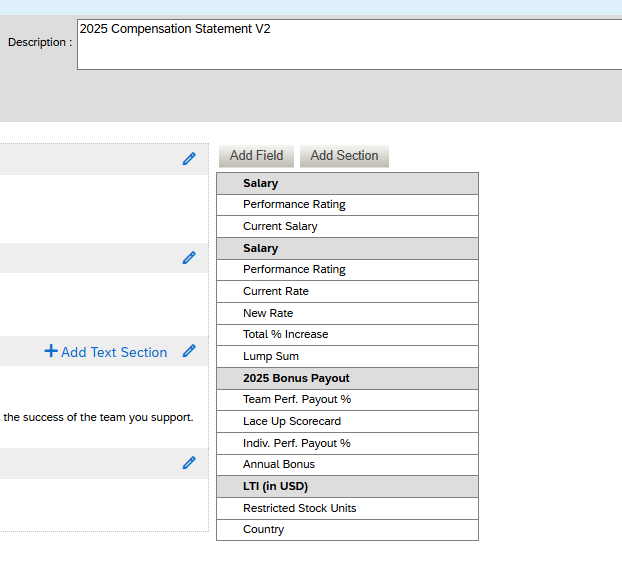 Description :
2025 Compensation Statement V2
Add Field
Add Section
Salary
Performance Rating
Current Salary
Salary
Performance Rating
Current Rate
New Rate
Total % Increase
Lump Sum
2025 Bonus Payout
Team Perf. Payout %
Lace Up Scorecard
Indiv. Perf. Payout %
Annual Bonus
LTI (in USD)
Restricted Stock Units
Country
+ Add Text Section
the success of the team you support.